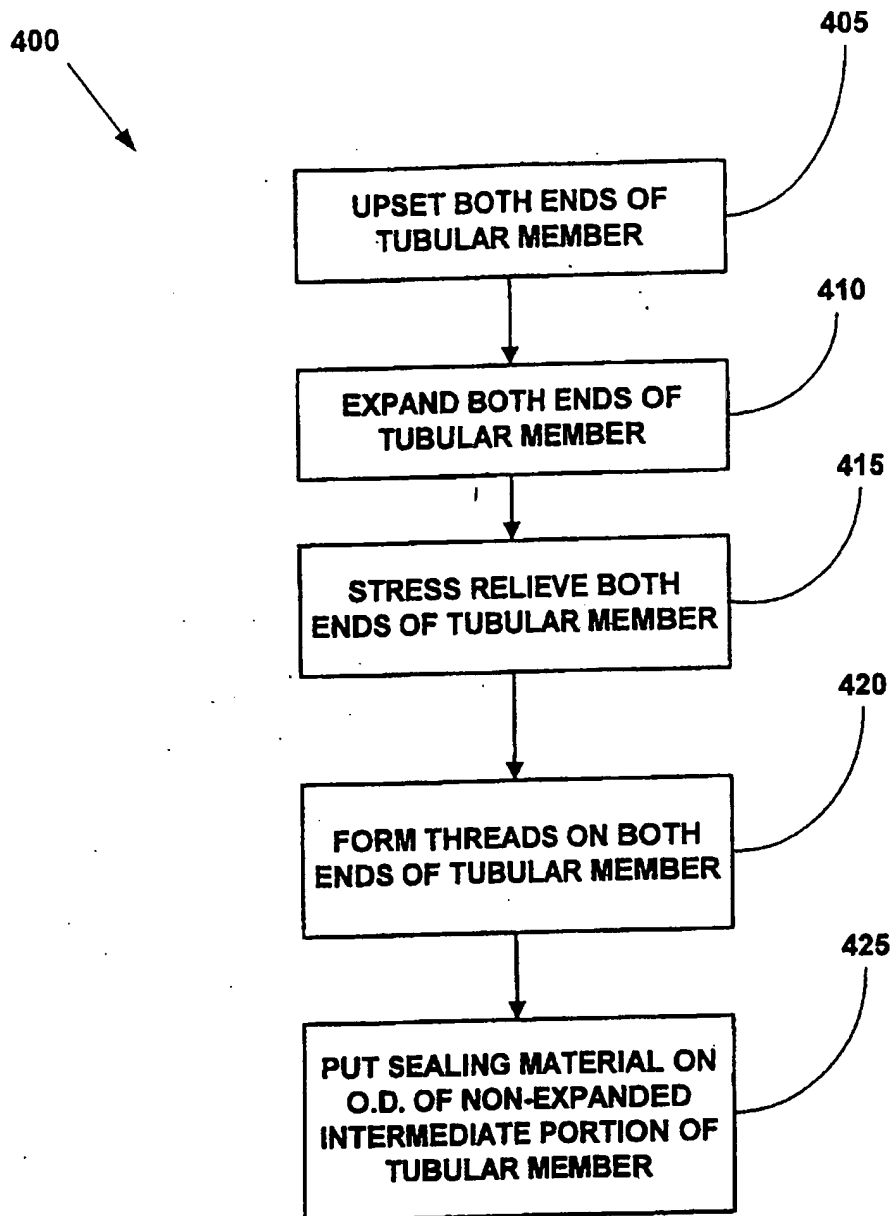 400
405
UPSET BOTH ENDS OF
TUBULAR MEMBER
410
EXPAND BOTH ENDS OF
TUBULAR MEMBER
415
STRESS RELIEVE BOTH
ENDS OF TUBULAR MEMBER
420
FORM THREADS ON BOTH
ENDS OF TUBULAR MEMBER
425
PUT SEALING MATERIAL ON
O.D. OF NON-EXPANDED
INTERMEDIATE PORTION OF
TUBULAR MEMBER